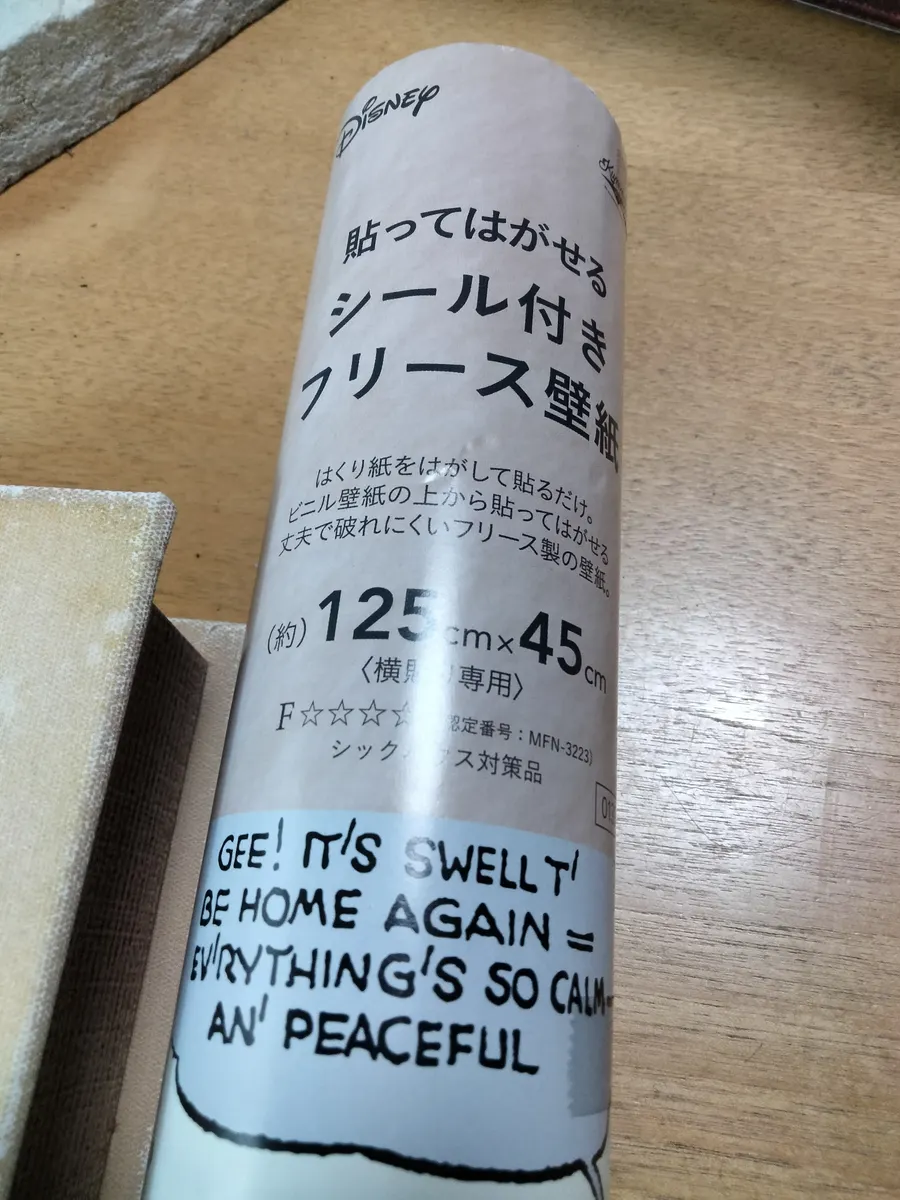 DISNEY
貼ってはがせる
シール付き
フリース壁紙
はくり紙をはがして貼るだけ。
ビニル壁紙の上から貼ってはがせる
丈夫で破れにくいフリース製の壁紙。
(約)125cm×45cm
〈横貼り専用〉
F☆☆☆☆ 認定番号:MFN-3223)
シックハウス対策品
GEE! IT'S SWELL T'
BE HOME AGAIN =
EV'RYTHING'S SO CALM
AN' PEACEFUL